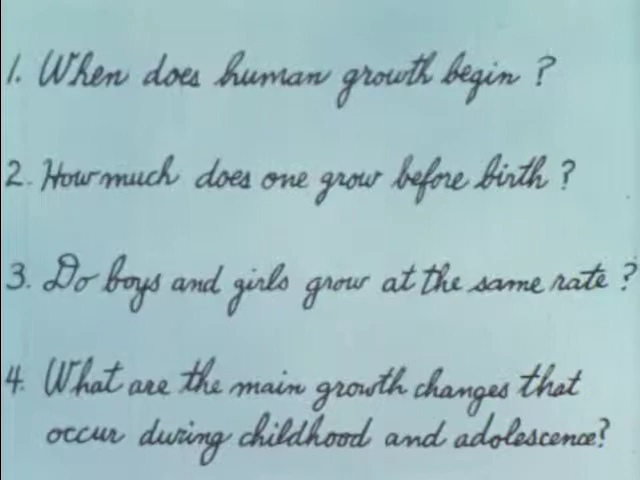 1. When does human growth begin?
2. How much does one grow before birth?
3. Do boys and girls grow at the same rate?
4. What are the main growth changes that
occur during childhood and adolescence?